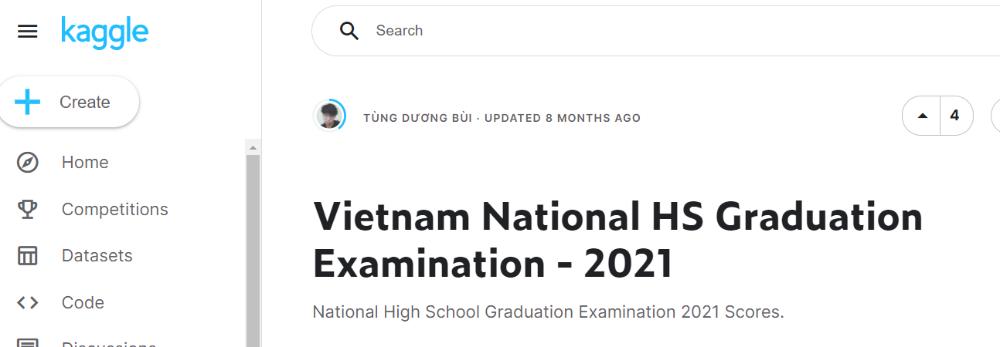 kaggle
Search
Create
TÙNG DƯƠNG BÙI · UPDATED 8 MONTHS AGO
4
Home
Vietnam National HS Graduation
Examination - 2021
Competitions
Datasets
National High School Graduation Examination 2021 Scores.
Code
Discussions